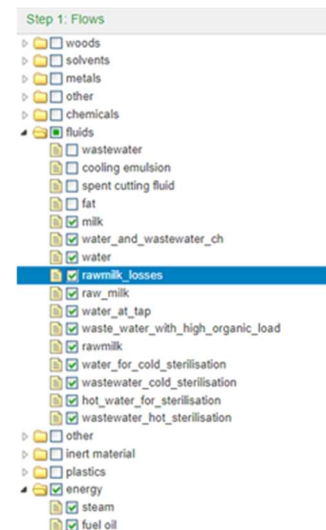 Step 1: Flows
woods
solvents
metals
other
chemicals
fluids
wastewater
cooling emulsion
spent cutting fluid
fat
milk
water_and_wastewater_ch
water
rawmilk_losses
raw_milk
water_at_tap
waste_water_with_high_organic_load
rawmilk
water_for_cold_sterilisation
wastewater_cold_sterilisation
hot_water_for_sterilisation
wastewater_hot_sterilisation
other
inert material
plastics
energy
steam
fuel oil